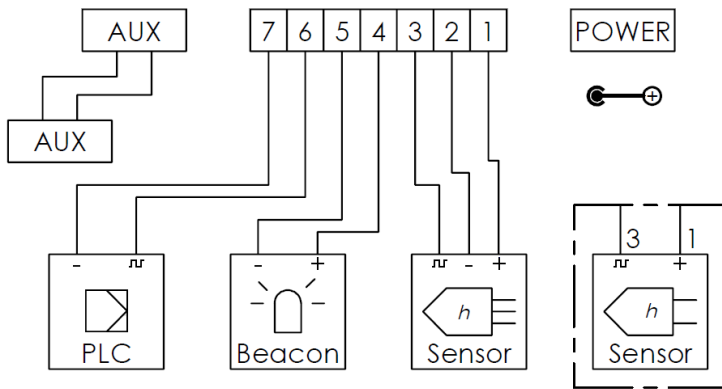 AUX 7 6 5 4 3 2 1 POWER
AUX
3 1
- - + - + +
h h
PLC Beacon Sensor Sensor